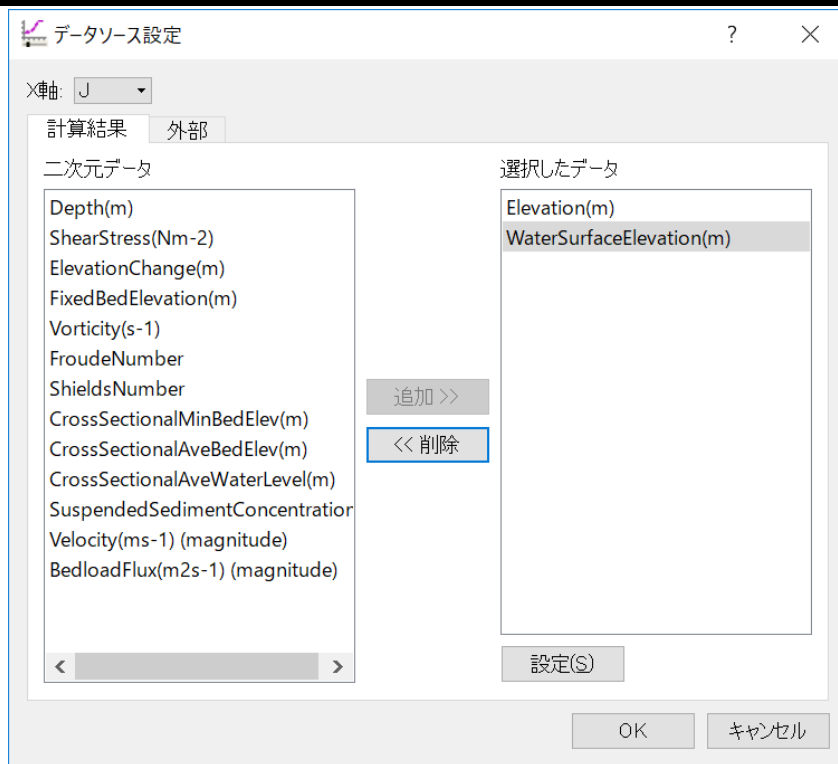 データソース設定
?
X軸: J
計算結果
外部
二次元データ
Depth(m)
ShearStress(Nm-2)
ElevationChange(m)
FixedBedElevation(m)
Vorticity(s-1)
FroudeNumber
ShieldsNumber
CrossSectionalMinBedElev(m)
CrossSectionalAveBedElev(m)
CrossSectionalAveWaterLevel(m)
SuspendedSedimentConcentration
Velocity(ms-1) (magnitude)
BedloadFlux(m2s-1) (magnitude)
追加 >>
<< 削除
選択したデータ
Elevation(m)
WaterSurfaceElevation(m)
設定(S)
OK
キャンセル